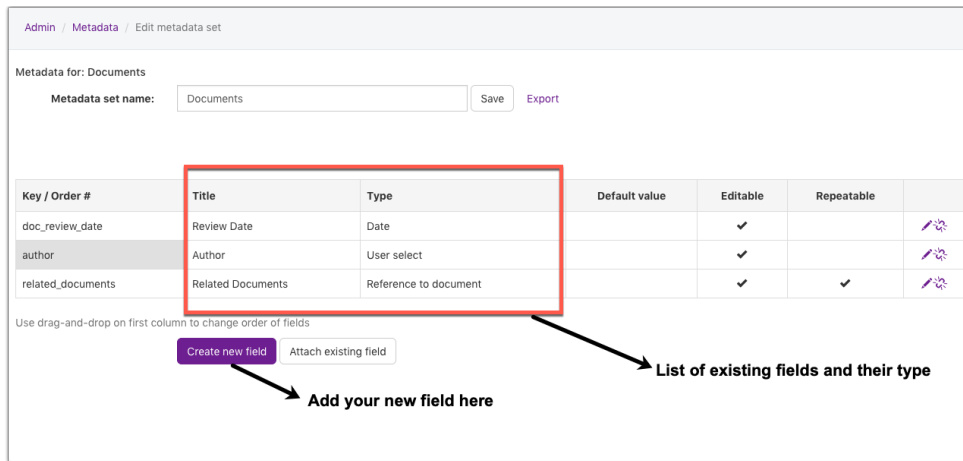 Admin / Metadata / Edit metadata set
Metadata for: Documents
Metadata set name: Documents Save Export
Key / Order # Title Type Default value Editable Repeatable
doc_review_date Review Date Date ✔
author Author User select ✔
related_documents Related Documents Reference to document ✔ ✔
Use drag-and-drop on first column to change order of fields
Create new field Attach existing field
List of existing fields and their type
Add your new field here